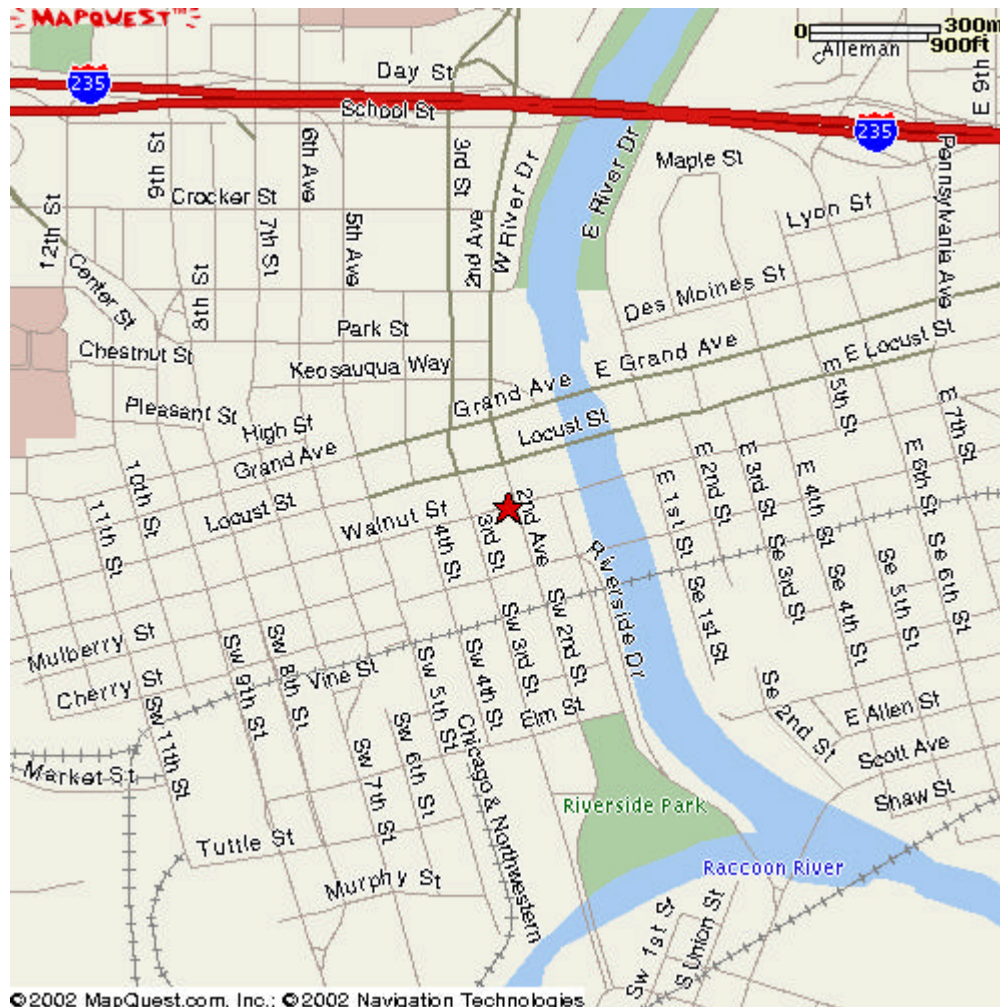 MAPQUEST™
0 300m
900ft
Alleman
235
Day St
School St
235
E 9th
9th St
6th Ave
3rd St
W River Dr
E River Dr
Maple St
Pennsylvania Ave
Crocker St
12th St
7th St
5th Ave
2nd Ave
Lyon St
Center St
8th St
Des Moines St
Park St
Chestnut St
Keosauqua Way
E Grand Ave
E Locust St
Grand Ave
E 5th St
Pleasant St
High St
Locust St
E 7th St
Grand Ave
10th St
11th St
Locust St
Walnut St
4th St
3rd St
2nd Ave
E 1st St
E 2nd St
E 3rd St
E 4th St
E 6th St
Riverside Dr
Se 1st St
Se 3rd St
Se 4th St
Se 5th St
Se 6th St
Mulberry St
Cherry St
Sw 9th St
Sw 8th St
Vine St
Sw 5th St
Sw 4th St
Sw 3rd St
Sw 2nd St
Elm St
Se 2nd St
E Allen St
Scott Ave
Shaw St
Sw 11th St
Market St
Sw 7th St
Sw 6th St
Chicago & Northwestern
Riverside Park
Tuttle St
Murphy St
Raccoon River
Sw 1st St
S Union St
©2002 MapQuest.com, Inc.; ©2002 Navigation Technologies